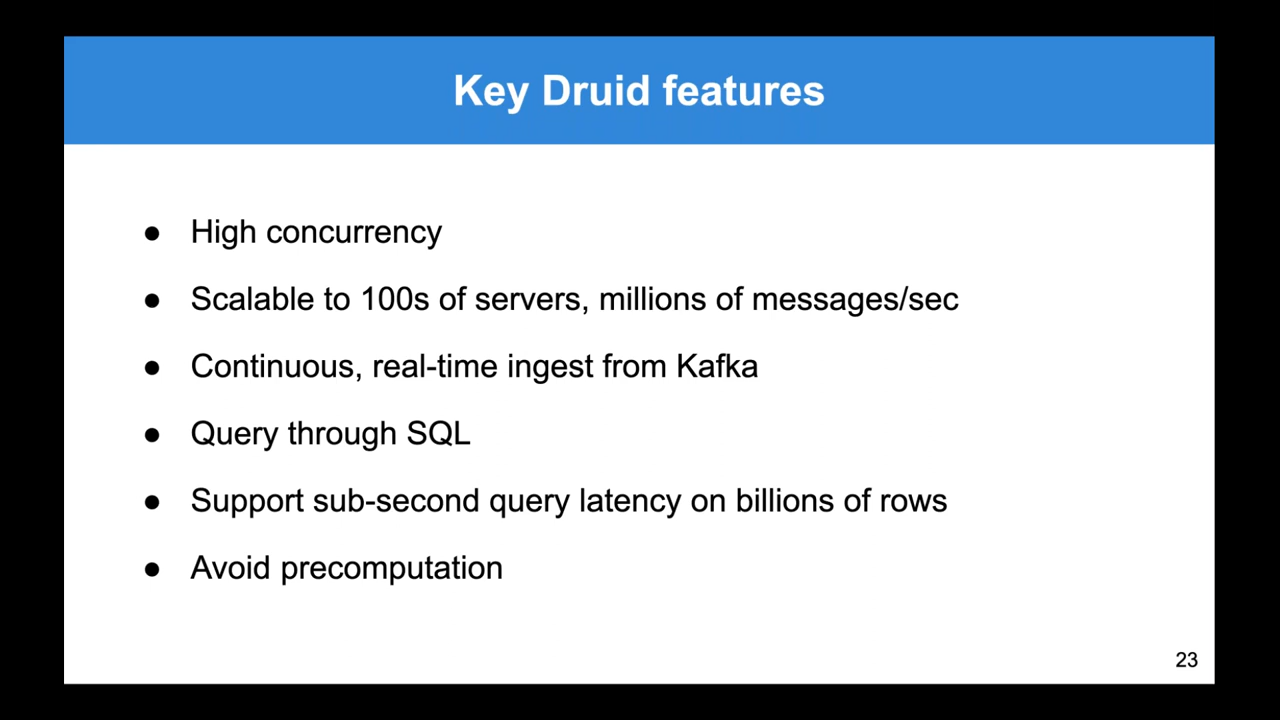 Key Druid features
● High concurrency
● Scalable to 100s of servers, millions of messages/sec
● Continuous, real-time ingest from Kafka
● Query through SQL
● Support sub-second query latency on billions of rows
● Avoid precomputation
23